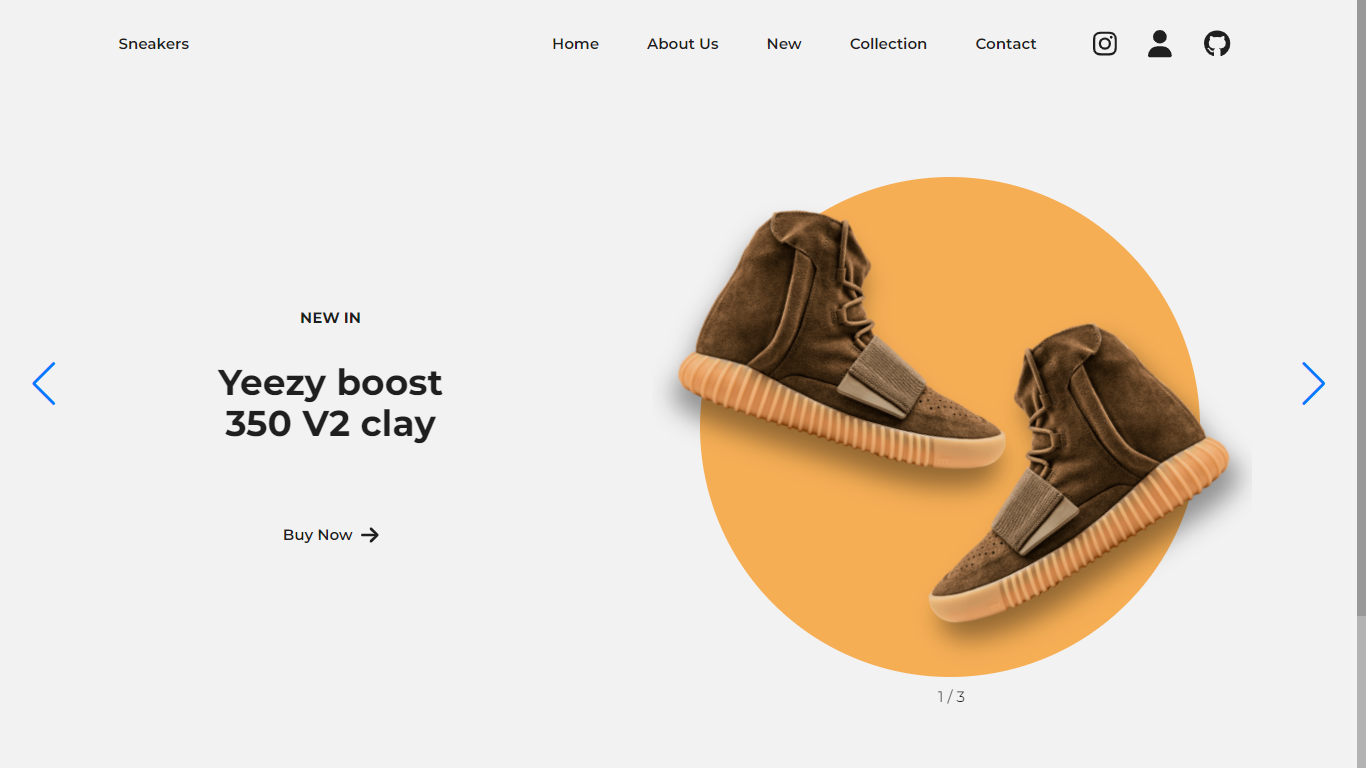 Sneakers
Home
About Us
New
Collection
Contact
NEW IN
Yeezy boost
350 V2 clay
Buy Now
1 / 3